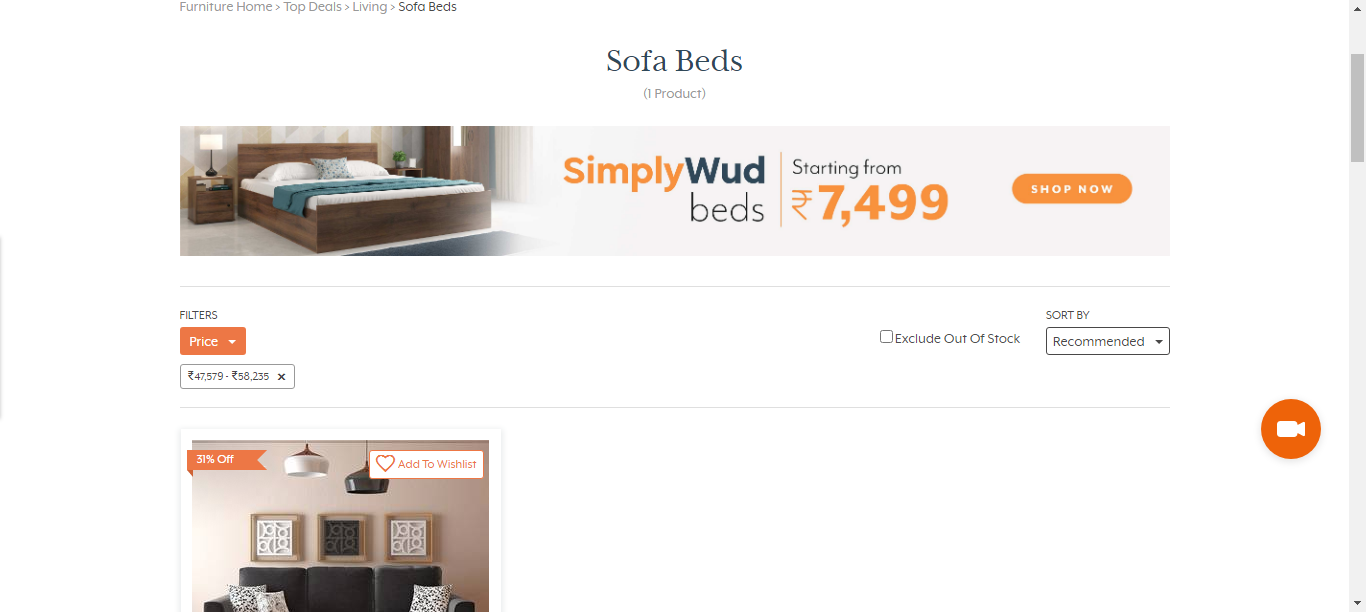 Furniture Home > Top Deals > Living > Sofa Beds
Sofa Beds
(1 Product)
SimplyWud
beds
Starting from
₹7,499
SHOP NOW
FILTERS
Price
Exclude Out Of Stock
SORT BY
Recommended
₹47,579 - ₹58,235 ×
31% Off
Add To Wishlist